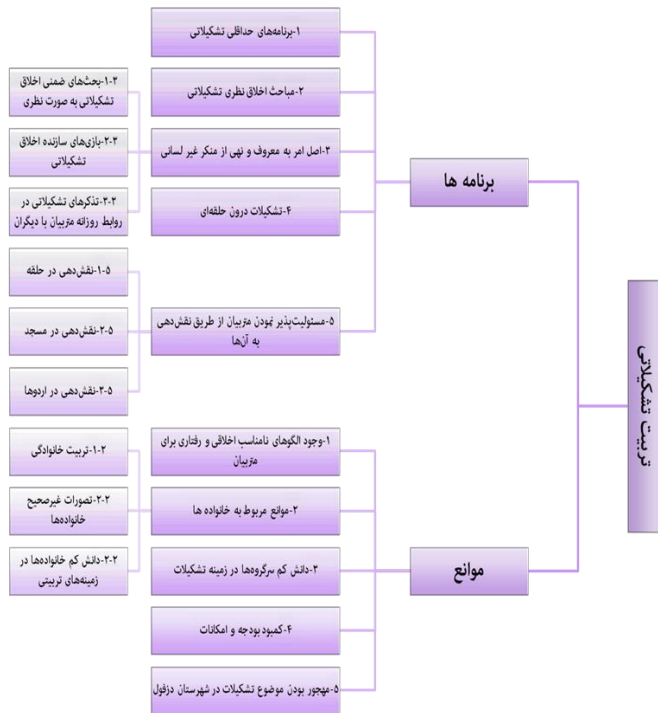 تربیت تشکیلاتی
برنامه ها
۱-برنامه‌های حداقلی تشکیلاتی
۲-مباحث اخلاق نظری تشکیلاتی
۳-اصل امر به معروف و نهی از منکر غیر لسانی
۱-۳-بحث‌های ضمنی اخلاق
تشکیلاتی به صورت نظری
۲-۳-بازی‌های سازنده اخلاق
تشکیلاتی
۳-۳-تذکرهای تشکیلاتی در
روابط روزانه متربیان با دیگران
۴-تشکیلات درون حلقه‌ای
۵-مسئولیت‌پذیر نمودن متربیان از طریق نقش‌دهی
به آن‌ها
۱-۵-نقش‌دهی در حلقه
۲-۵-نقش‌دهی در مسجد
۳-۵-نقش‌دهی در اردوها
موانع
۱-وجود الگوهای نامناسب اخلاقی و رفتاری برای
متربیان
۲-موانع مربوط به خانواده ها
۱-۲-تربیت خانوادگی
۲-۲-تصورات غیرصحیح
خانواده‌ها
۲-۲-دانش کم خانواده‌ها در
زمینه‌های تربیتی
۳-دانش کم سرگروه‌ها در زمینه تشکیلات
۴-کمبود بودجه و امکانات
۵-مهجور بودن موضوع تشکیلات در شهرستان دزفول